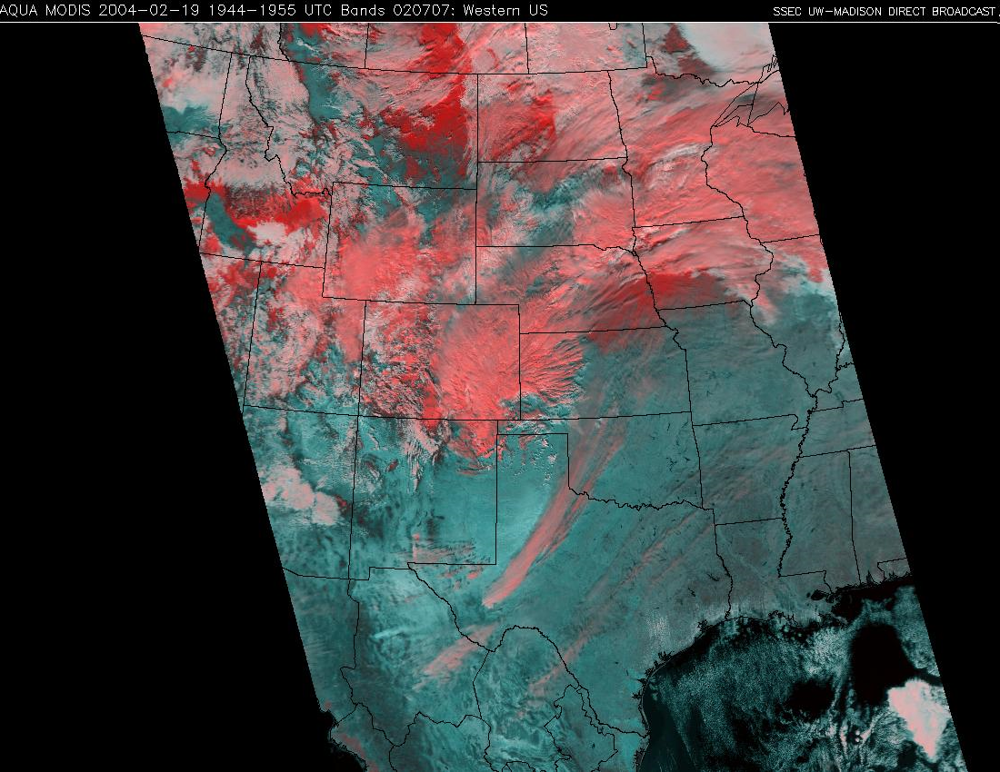 AQUA MODIS 2004-02-19 1944-1955 UTC Bands 020707: Western US
SSEC UW-MADISON DIRECT BROADCAST